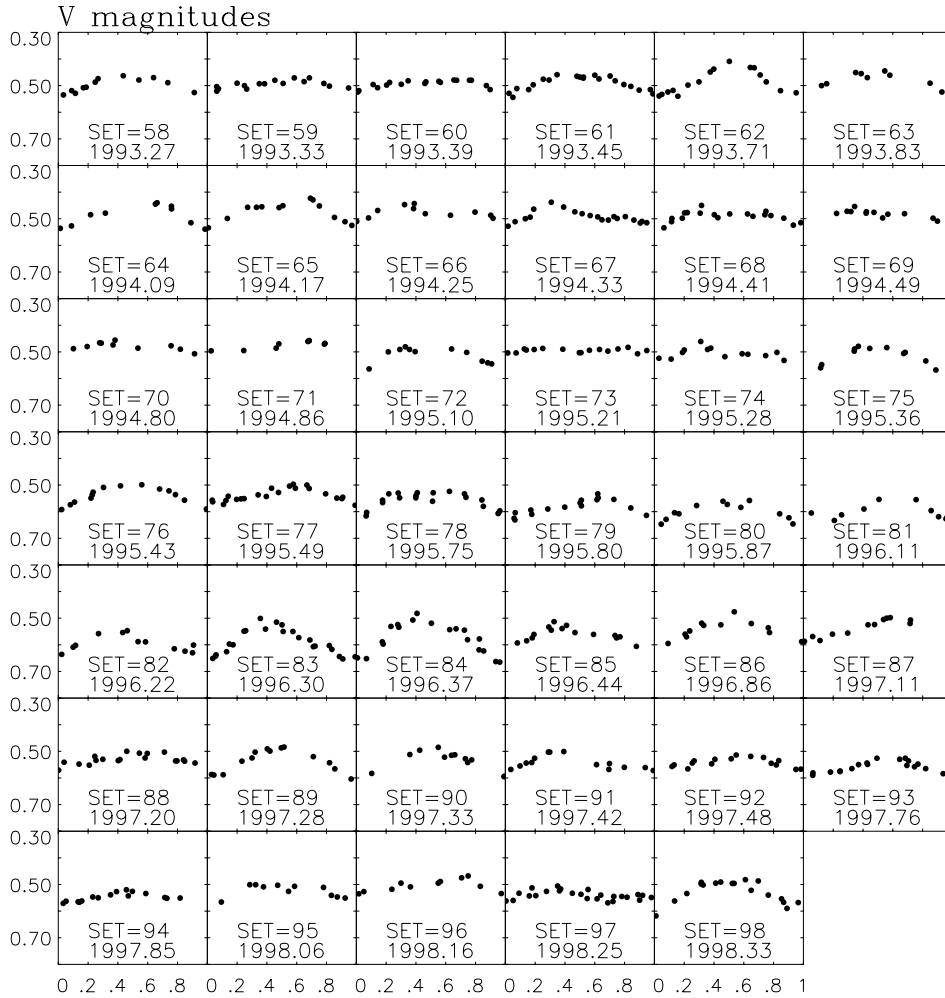 V magnitudes
0.30
0.50
0.70
SET=58 SET=59 SET=60 SET=61 SET=62 SET=63
1993.27 1993.33 1993.39 1993.45 1993.71 1993.83
0.30
0.50
0.70
SET=64 SET=65 SET=66 SET=67 SET=68 SET=69
1994.09 1994.17 1994.25 1994.33 1994.41 1994.49
0.30
0.50
0.70
SET=70 SET=71 SET=72 SET=73 SET=74 SET=75
1994.80 1994.86 1995.10 1995.21 1995.28 1995.36
0.30
0.50
0.70
SET=76 SET=77 SET=78 SET=79 SET=80 SET=81
1995.43 1995.49 1995.75 1995.80 1995.87 1996.11
0.30
0.50
0.70
SET=82 SET=83 SET=84 SET=85 SET=86 SET=87
1996.22 1996.30 1996.37 1996.44 1996.86 1997.11
0.30
0.50
0.70
SET=88 SET=89 SET=90 SET=91 SET=92 SET=93
1997.20 1997.28 1997.33 1997.42 1997.48 1997.76
0.30
0.50
0.70
SET=94 SET=95 SET=96 SET=97 SET=98
1997.85 1998.06 1998.16 1998.25 1998.33
0 .2 .4 .6 .8 0 .2 .4 .6 .8 0 .2 .4 .6 .8 0 .2 .4 .6 .8 0 .2 .4 .6 .8 1